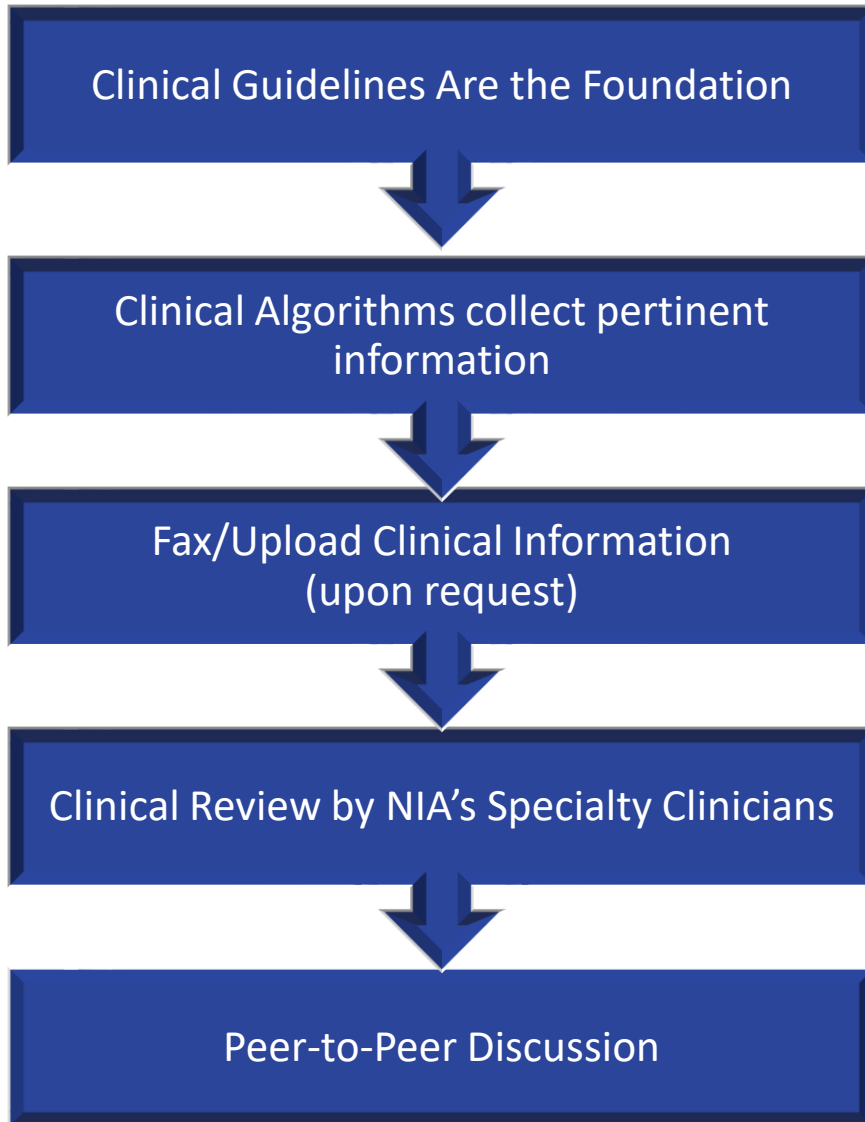 Clinical Guidelines Are the Foundation
Clinical Algorithms collect pertinent
information
Fax/Upload Clinical Information
(upon request)
Clinical Review by NIA’s Specialty Clinicians
Peer-to-Peer Discussion